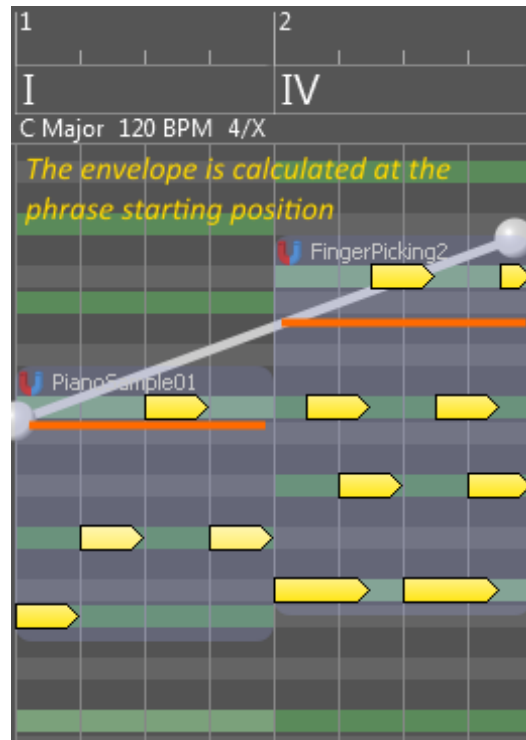 1 2
I IV
C Major 120 BPM 4/X
The envelope is calculated at the
phrase starting position
FingerPicking2
PianoSample01